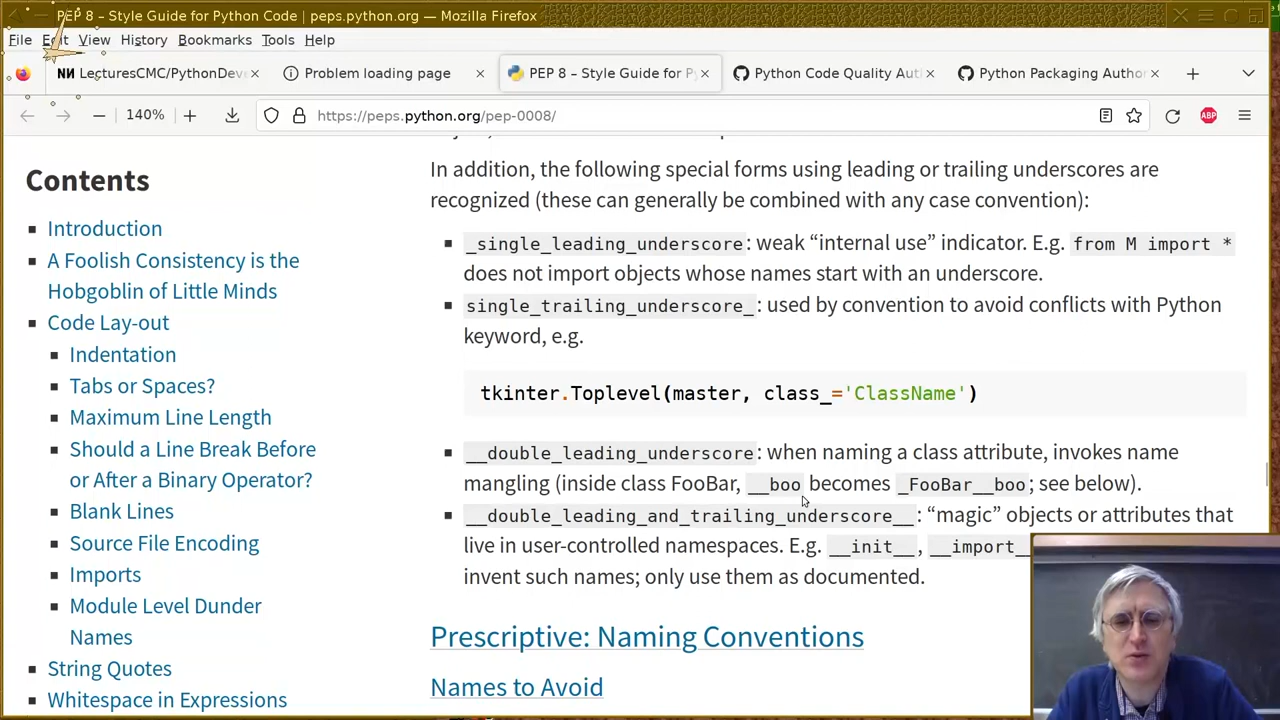 PEP 8 – Style Guide for Python Code | peps.python.org — Mozilla Firefox
File Edit View History Bookmarks Tools Help
ИИ LecturesCMC/PythonDeve
Problem loading page
PEP 8 – Style Guide for Py
Python Code Quality Auth
Python Packaging Author
140%
https://peps.python.org/pep-0008/
ABP
Contents
Introduction
A Foolish Consistency is the
Hobgoblin of Little Minds
Code Lay-out
Indentation
Tabs or Spaces?
Maximum Line Length
Should a Line Break Before
or After a Binary Operator?
Blank Lines
Source File Encoding
Imports
Module Level Dunder
Names
String Quotes
Whitespace in Expressions
In addition, the following special forms using leading or trailing underscores are
recognized (these can generally be combined with any case convention):
_single_leading_underscore: weak “internal use” indicator. E.g. from M import *
does not import objects whose names start with an underscore.
single_trailing_underscore_: used by convention to avoid conflicts with Python
keyword, e.g.
tkinter.Toplevel(master, class_='ClassName')
__double_leading_underscore: when naming a class attribute, invokes name
mangling (inside class FooBar, __boo becomes _FooBar__boo; see below).
__double_leading_and_trailing_underscore__: “magic” objects or attributes that
live in user-controlled namespaces. E.g. __init__, __import_
invent such names; only use them as documented.
Prescriptive: Naming Conventions
Names to Avoid